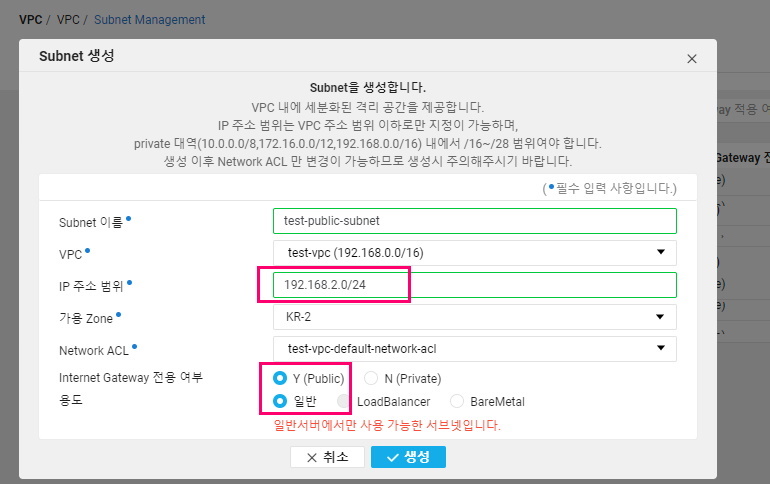 VPC / VPC / Subnet Management
Subnet 생성
Subnet을 생성합니다.
VPC 내에 세분화된 격리 공간을 제공합니다.
IP 주소 범위는 VPC 주소 범위 이하로만 지정이 가능하며,
private 대역(10.0.0.0/8,172.16.0.0/12,192.168.0.0/16) 내에서 /16~/28 범위여야 합니다.
생성 이후 Network ACL 만 변경이 가능하므로 생성시 주의해주시기 바랍니다.
( •필수 입력 사항입니다.)
Subnet 이름•
test-public-subnet
VPC•
test-vpc (192.168.0.0/16)
IP 주소 범위•
192.168.2.0/24
가용 Zone•
KR-2
Network ACL•
test-vpc-default-network-acl
Internet Gateway 전용 여부
Y (Public) N (Private)
용도
일반 LoadBalancer BareMetal
일반서버에서만 사용 가능한 서브넷입니다.
취소 생성
way 전용 여
Gateway 전